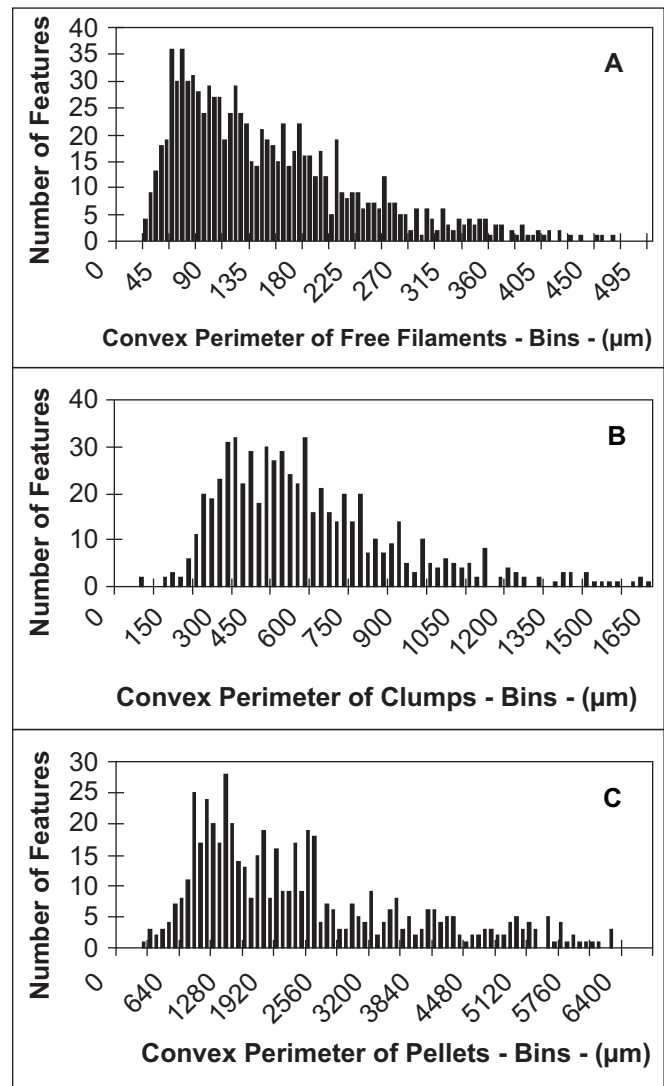 Number of Features
40
35
30
25
20
15
10
5
0
A
0 45 90 135 180 225 270 315 360 405 450 495
Convex Perimeter of Free Filaments - Bins - (µm)
Number of Features
40
30
20
10
0
B
0 150 300 450 600 750 900 1050 1200 1350 1500 1650
Convex Perimeter of Clumps - Bins - (µm)
Number of Features
30
25
20
15
10
5
0
C
0 640 1280 1920 2560 3200 3840 4480 5120 5760 6400
Convex Perimeter of Pellets - Bins - (µm)